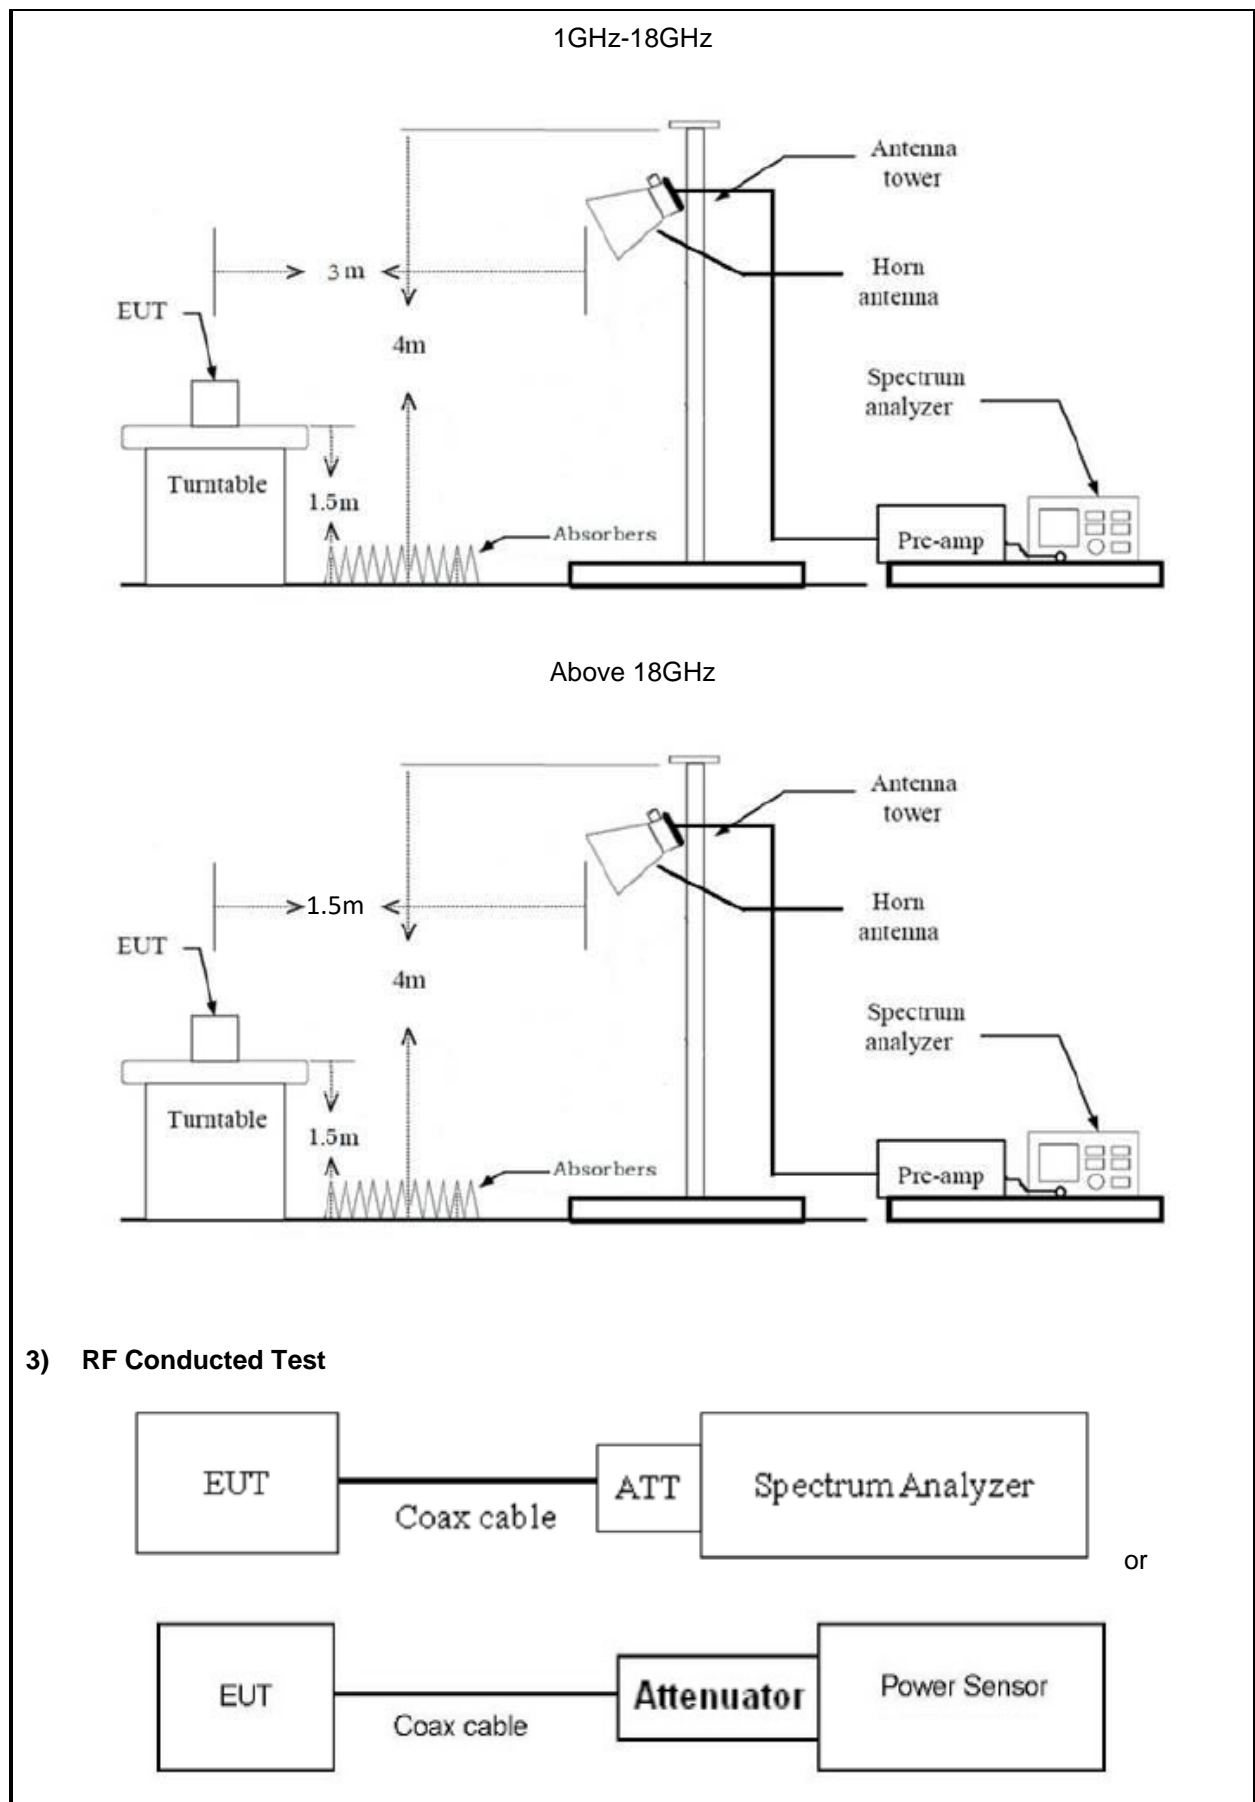 1GHz-18GHz
Antenna
tower
3 m
Horn
antenna
EUT
4m
Spectrum
analyzer
Turntable
1.5m
Absorbers
Pre-amp
Above 18GHz
Antenna
tower
1.5m
Horn
antenna
EUT
4m
Spectrum
analyzer
Turntable
1.5m
Absorbers
Pre-amp
3) RF Conducted Test
EUT
Coax cable
ATT
Spectrum Analyzer
or
EUT
Coax cable
Attenuator
Power Sensor